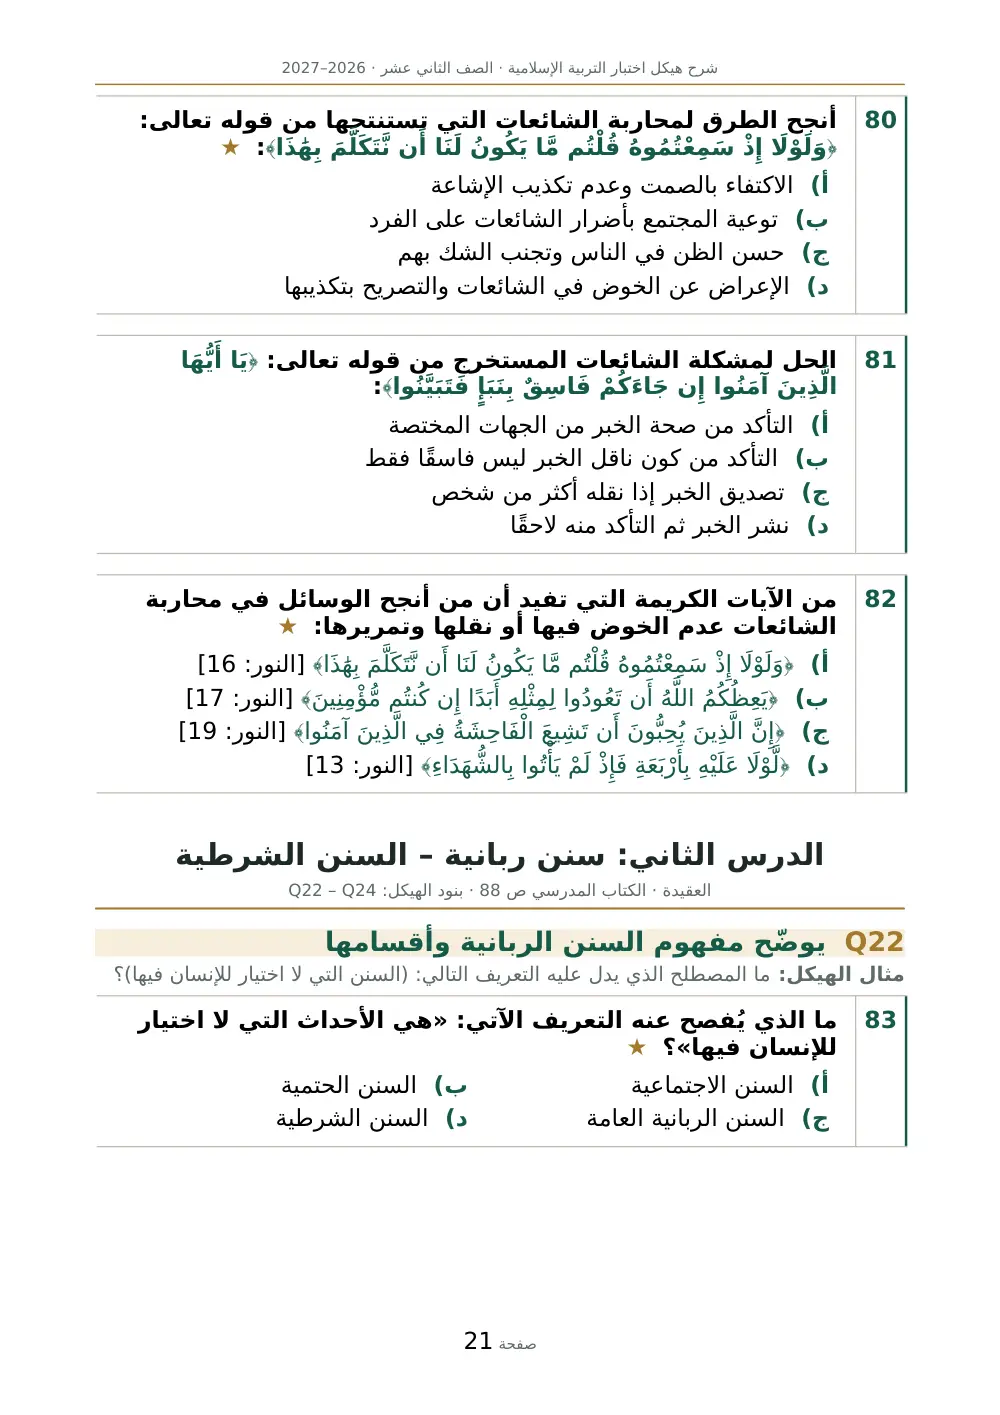 شرح هيكل اختبار التربية الإسلامية · الصف الثاني عشر · 2026–2027
80
أنجح الطرق لمحاربة الشائعات التي تستنتجها من قوله تعالى:
﴿وَلَوْلَا إِذْ سَمِعْتُمُوهُ قُلْتُم مَّا يَكُونُ لَنَا أَن نَّتَكَلَّمَ بِهَٰذَا﴾: ★
أ) الاكتفاء بالصمت وعدم تكذيب الإشاعة
ب) توعية المجتمع بأضرار الشائعات على الفرد
ج) حسن الظن في الناس وتجنب الشك بهم
د) الإعراض عن الخوض في الشائعات والتصريح بتكذيبها
81
الحل لمشكلة الشائعات المستخرج من قوله تعالى: ﴿يَا أَيُّهَا
الَّذِينَ آمَنُوا إِن جَاءَكُمْ فَاسِقٌ بِنَبَإٍ فَتَبَيَّنُوا﴾:
أ) التأكد من صحة الخبر من الجهات المختصة
ب) التأكد من كون ناقل الخبر ليس فاسقًا فقط
ج) تصديق الخبر إذا نقله أكثر من شخص
د) نشر الخبر ثم التأكد منه لاحقًا
82
من الآيات الكريمة التي تفيد أن من أنجح الوسائل في محاربة
الشائعات عدم الخوض فيها أو نقلها وتمريرها: ★
أ) ﴿وَلَوْلَا إِذْ سَمِعْتُمُوهُ قُلْتُم مَّا يَكُونُ لَنَا أَن نَّتَكَلَّمَ بِهَٰذَا﴾ [النور: 16]
ب) ﴿يَعِظُكُمُ اللَّهُ أَن تَعُودُوا لِمِثْلِهِ أَبَدًا إِن كُنتُم مُّؤْمِنِينَ﴾ [النور: 17]
ج) ﴿إِنَّ الَّذِينَ يُحِبُّونَ أَن تَشِيعَ الْفَاحِشَةُ فِي الَّذِينَ آمَنُوا﴾ [النور: 19]
د) ﴿لَّوْلَا عَلَيْهِ بِأَرْبَعَةِ فَإِذْ لَمْ يَأْتُوا بِالشُّهَدَاءِ﴾ [النور: 13]
الدرس الثاني: سنن ربانية – السنن الشرطية
العقيدة · الكتاب المدرسي ص 88 · بنود الهيكل: Q22 – Q24
Q22 يوضّح مفهوم السنن الربانية وأقسامها
مثال الهيكل: ما المصطلح الذي يدل عليه التعريف التالي: (السنن التي لا اختيار للإنسان فيها)؟
83
ما الذي يُفصح عنه التعريف الآتي: «هي الأحداث التي لا اختيار
للإنسان فيها»؟ ★
أ) السنن الاجتماعية ب) السنن الحتمية
ج) السنن الربانية العامة د) السنن الشرطية
صفحة 21